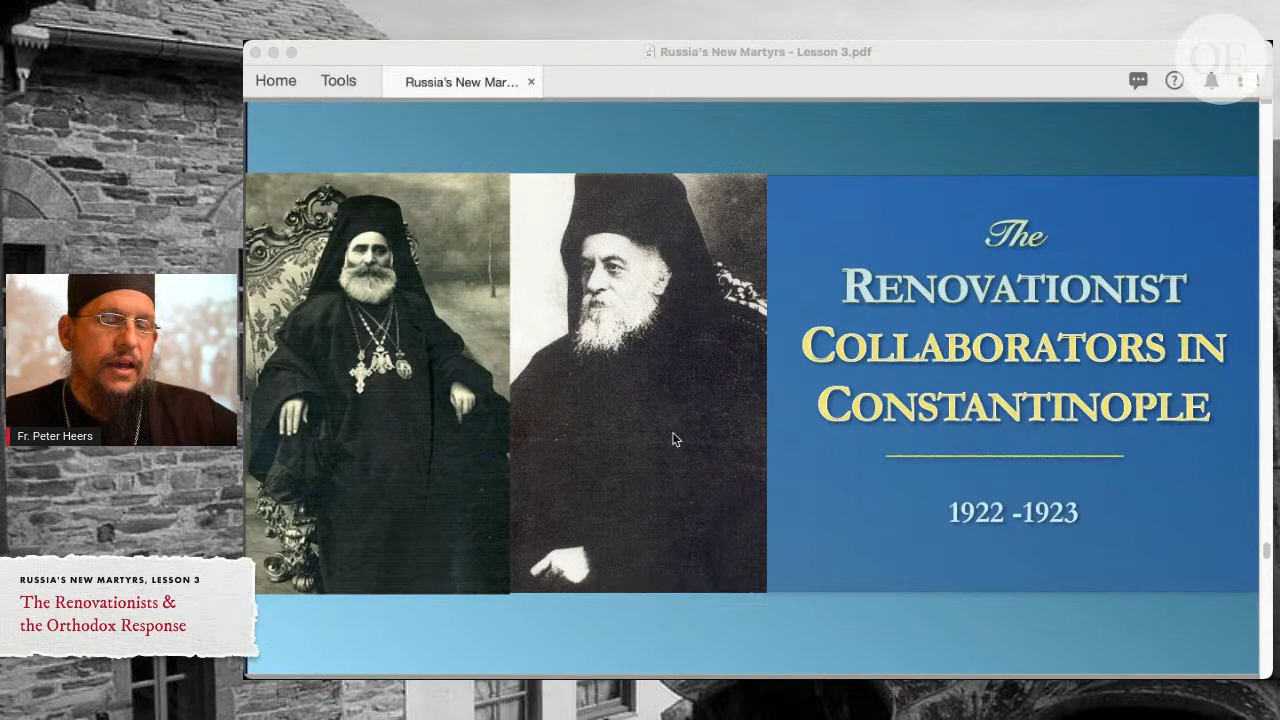 Russia's New Martyrs - Lesson 3.pdf
OE
Home
Tools
Russia's New Mar...
×
?
The
RENOVATIONIST
COLLABORATORS IN
CONSTANTINOPLE
1922 -1923
Fr. Peter Heers
RUSSIA'S NEW MARTYRS, LESSON 3
The Renovationists &
the Orthodox Response